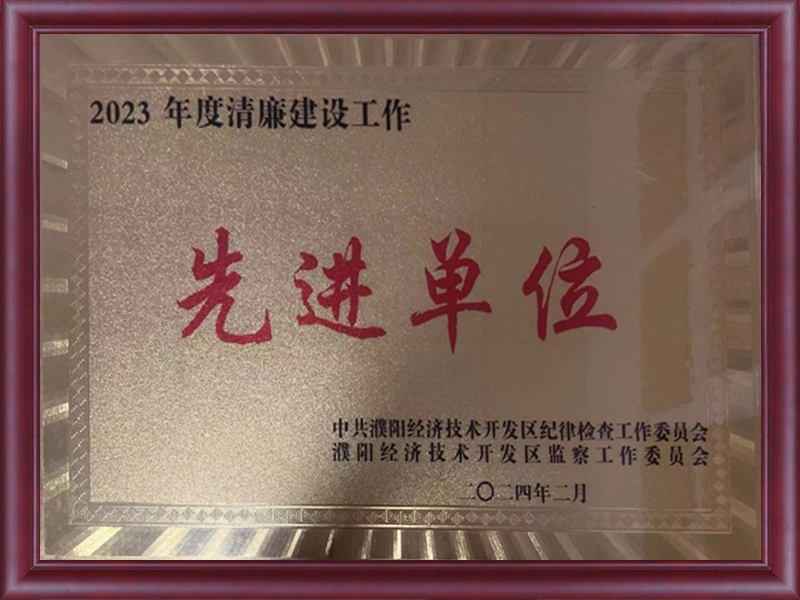 2023 年度清廉建设工作
先进单位
中共濮阳经济技术开发区纪律检查工作委员会
濮阳经济技术开发区监察工作委员会
二〇二四年二月